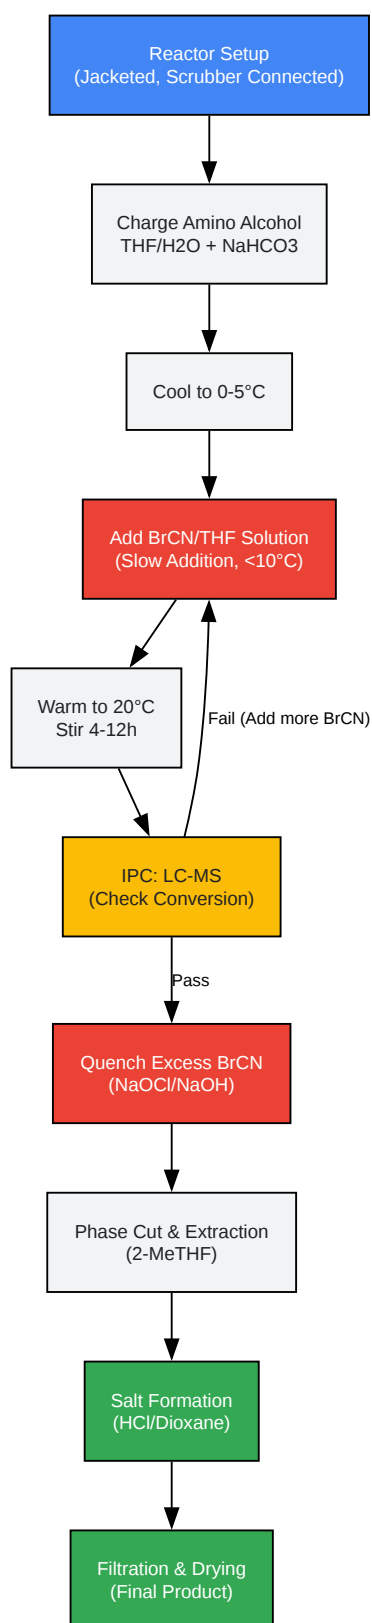 Reactor Setup
(Jacketed, Scrubber Connected)
Charge Amino Alcohol
THF/H2O + NaHCO3
Cool to 0-5°C
Add BrCN/THF Solution
(Slow Addition, <10°C)
Warm to 20°C
Stir 4-12h
Fail (Add more BrCN)
IPC: LC-MS
(Check Conversion)
Pass
Quench Excess BrCN
(NaOCl/NaOH)
Phase Cut & Extraction
(2-MeTHF)
Salt Formation
(HCl/Dioxane)
Filtration & Drying
(Final Product)